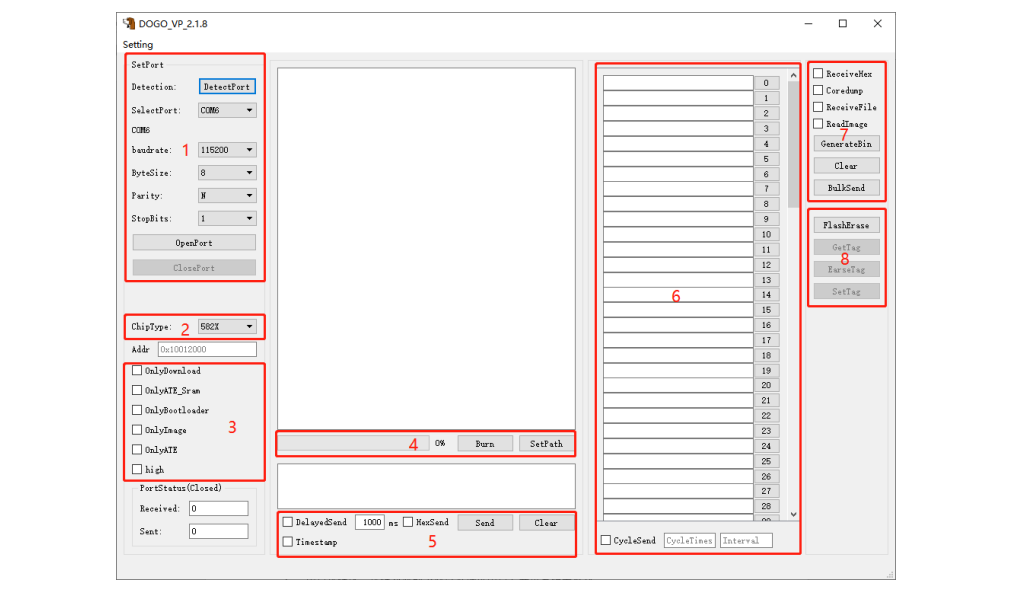 DOGO_VP_2.1.8
Setting
SetPort
Detection: DetectPort
SelectPort: COM6
COM6
baudrate: 1 115200
ByteSize: 8
Parity: N
StopBits: 1
OpenPort
ClosePort
ChipType: 2 582X
Addr 0x10012000
OnlyDownload
OnlyATE_Sram
OnlyBootloader
OnlyImage 3
OnlyATE
high
PortStatus(Closed)
Received: 0
Sent: 0
4 0% Burn SetPath
DelayedSend 1000 ms HexSend Send Clear
Timestamp 5
0
1
2
3
4
5
6
7
8
9
10
11
12
13
6 14
15
16
17
18
19
20
21
22
23
24
25
26
27
28
29
CycleSend CycleTimes Interval
ReceiveHex
Coredump
ReceiveFile
ReadImage
7
GenerateBin
Clear
BulkSend
FlashErase
GetTag
8
EarseTag
SetTag